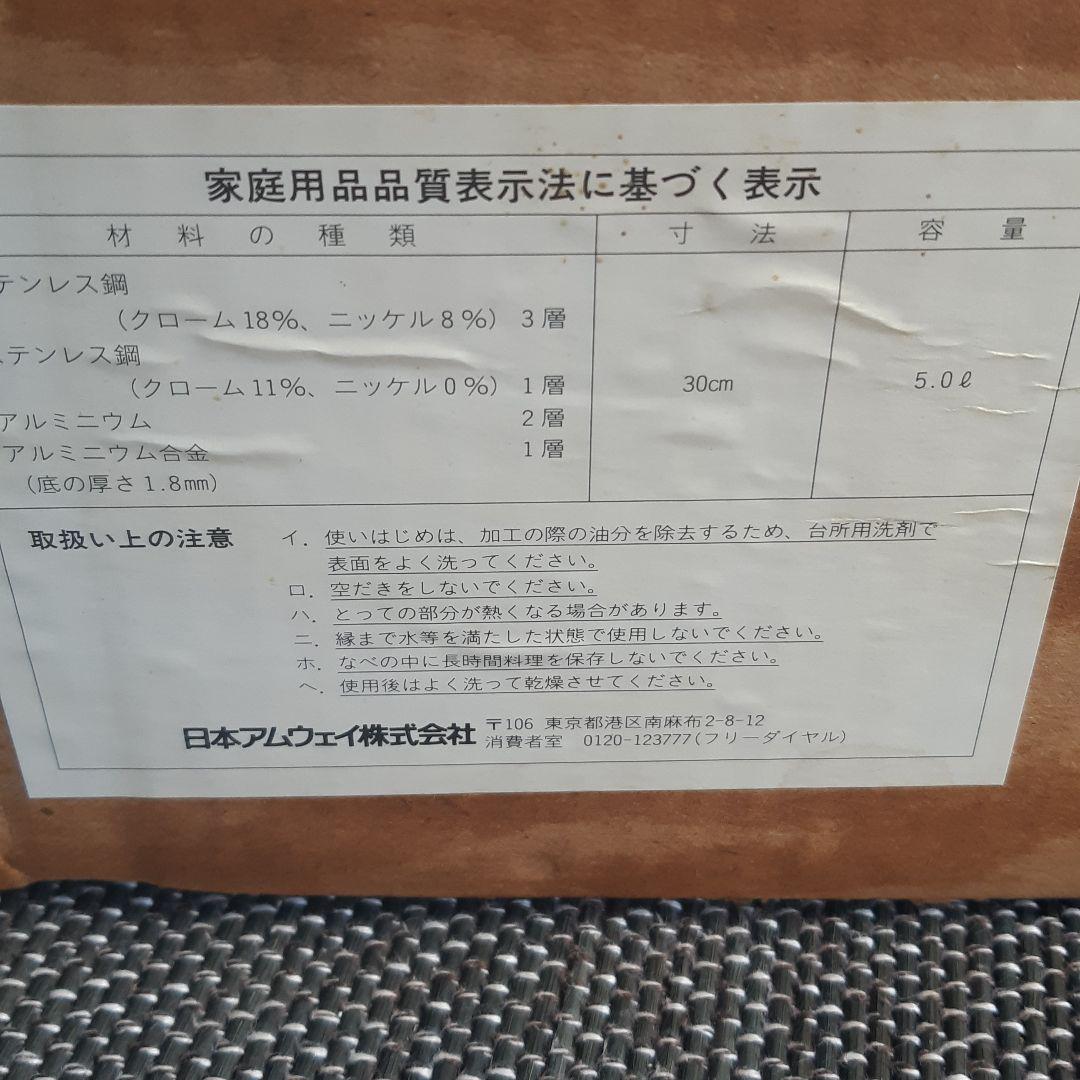 家庭用品品質表示法に基づく表示
材料の種類 寸法 容量
テンレス鋼
(クローム18%、ニッケル8%) 3層
ステンレス鋼
(クローム11%、ニッケル0%) 1層
30cm 5.0ℓ
アルミニウム 2層
アルミニウム合金 1層
(底の厚さ1.8㎜)
取扱い上の注意 イ. 使いはじめは、加工の際の油分を除去するため、台所用洗剤で
表面をよく洗ってください。
ロ. 空だきをしないでください。
ハ. とっての部分が熱くなる場合があります。
ニ. 縁まで水等を満たした状態で使用しないでください。
ホ. なべの中に長時間料理を保存しないでください。
ヘ. 使用後はよく洗って乾燥させてください。
日本アムウェイ株式会社 〒106 東京都港区南麻布2-8-12
消費者室 0120-123777(フリーダイヤル)